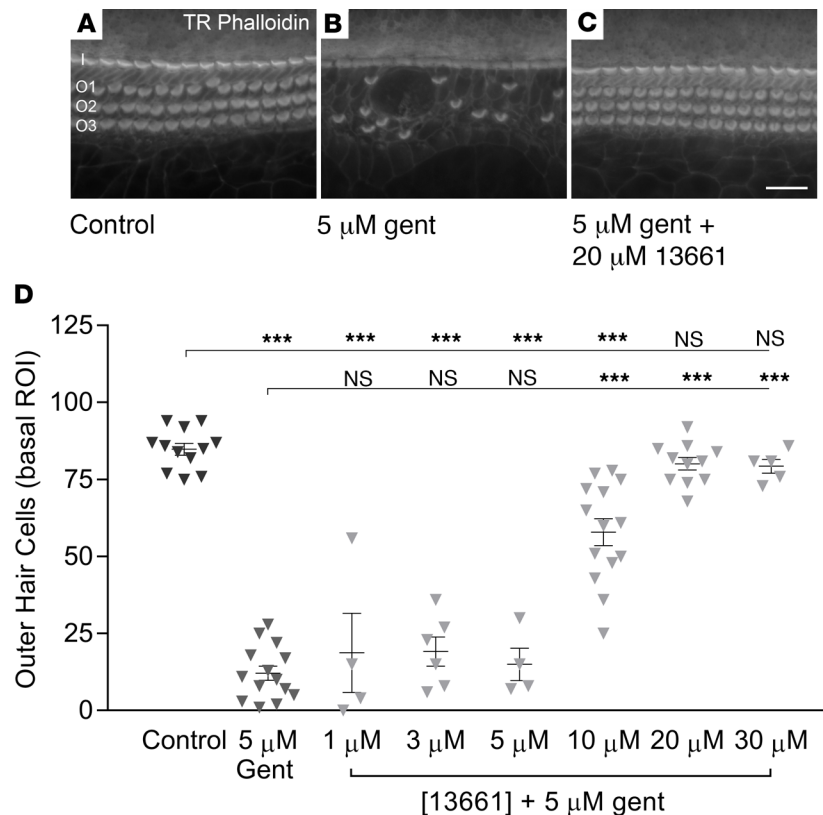 A
TR Phalloidin
B
C
I
O1
O2
O3
Control
5 μM gent
5 μM gent +
20 μM 13661
D
125
100
75
50
25
0
Outer Hair Cells (basal ROI)
*** *** *** *** *** NS NS
NS NS NS *** *** ***
Control 5 μM 1 μM 3 μM 5 μM 10 μM 20 μM 30 μM
Gent
[13661] + 5 μM gent